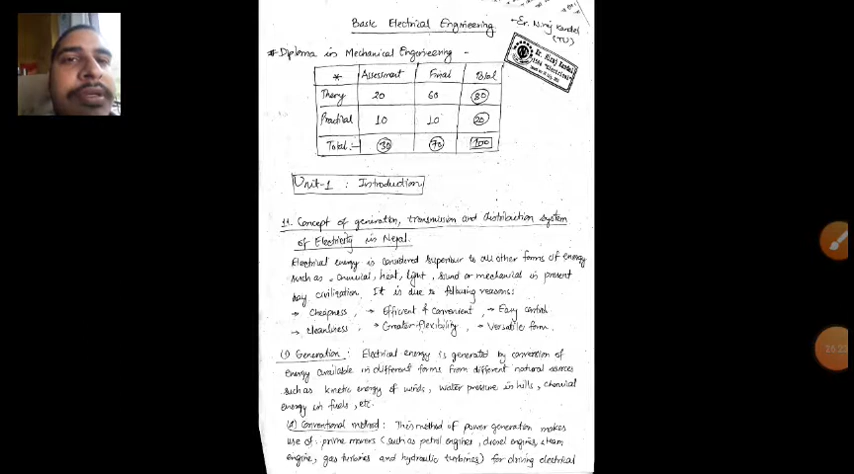 Basic Electrical Engineering
-Er. Niraj Kandel
(TU)
* Diploma in Mechanical Engineering -
* Assessment Final Total
Theory 20 60 80
Practical 10 10 20
Total:- 30 70 100
Unit-1 : Introduction
11. Concept of generation, transmission and distribution system
of Electricity in Nepal.
Electrical energy is considered superiour to all other forms of energy
such as, chemical, heat, light, sound or mechanical in present
day civilization. It is due to following reasons:
→ Cheapness, → Efficient & Convenient, → Easy control
→ cleanliness → Greater flexibility → Versatile form.
(1) Generation: Electrical energy is generated by conversion of
energy available in different forms from different natural sources
such as kinetic energy of winds, water pressure in hills, chemical
energy in fuels, etc.
Conventional method: This method of power generation makes
use of prime movers (such as petrol engines, diesel engines, steam
engine, gas turbines and hydraulic turbines) for driving electrical